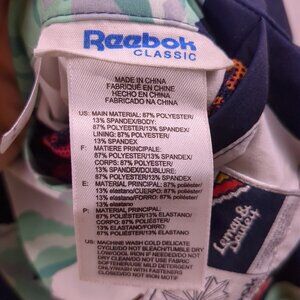 Reebok
CLASSIC
MADE IN CHINA
FABRIQUÉ EN CHINE
HECHO EN CHINA
FABRICADO NA CHINA
US: MAIN MATERIAL: 87% POLYESTER/
13% SPANDEX/BODY:
87% POLYESTER/13% SPANDEX/
LINING: 87% POLYESTER/
13% SPANDEX
F: MATIERE PRINCIPAL:
87% POLYESTER/13% SPANDEX/
CORPS: 87% POLYESTER/
13% SPANDEX/DOUBLURE:
87% POLYESTER/13% SPANDEX
E: MATERIAL PRINCIPAL: 87% poliéster/
13% elastano/CUERPO: 87% poliéster/
13% elastano/FORRO: 87% poliéster/
13% elastano
P: MATERIAL PRINCIPAL:
87% POLIÉSTER/13% ELASTANO/
CORPO: 87% POLIÉSTER/
13% ELASTANO/FORRO:
87% POLIÉSTER/13% ELASTANO
US: MACHINE WASH COLD DELICATE
CYCLE/DO NOT BLEACH/TUMBLE DRY
LOW/COOL IRON IF NEEDED/DO NOT
DRY CLEAN/DO NOT USE FABRIC
SOFTENER/USE MILD DETERGENT
ONLY/WASH WITH FASTENERS
CLOSED/DO NOT IRON MOTIF